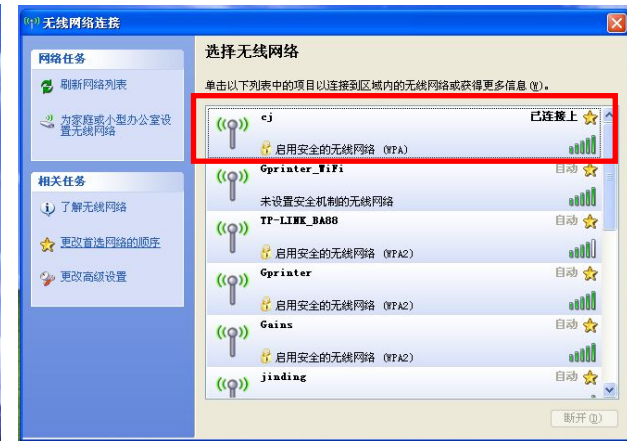 无线网络连接
网络任务
刷新网络列表
为家庭或小型办公室设
置无线网络
相关任务
了解无线网络
更改首选网络的顺序
更改高级设置
选择无线网络
单击以下列表中的项目以连接到区域内的无线网络或获得更多信息(W)。
cj 已连接上
启用安全的无线网络 (WPA)
Gprinter_WiFi 自动
未设置安全机制的无线网络
TP-LINK_BA88 自动
启用安全的无线网络 (WPA2)
Gprinter 自动
启用安全的无线网络 (WPA2)
Gains 自动
启用安全的无线网络 (WPA2)
jinding 自动
断开(D)